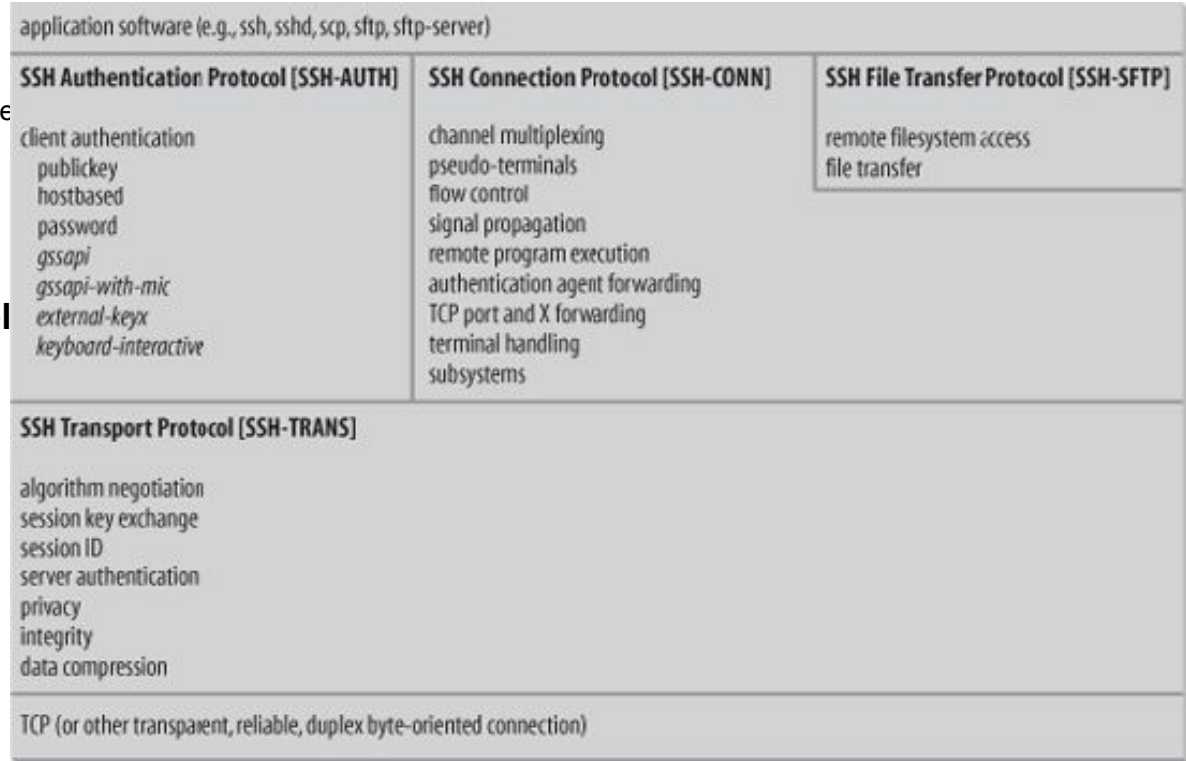 application software (e.g., ssh, sshd, scp, sftp, sftp-server)
SSH Authentication Protocol [SSH-AUTH]
client authentication
publickey
hostbased
password
gssapi
gssapi-with-mic
external-keyx
keyboard-interactive
SSH Connection Protocol [SSH-CONN]
channel multiplexing
pseudo-terminals
flow control
signal propagation
remote program execution
authentication agent forwarding
TCP port and X forwarding
terminal handling
subsystems
SSH File Transfer Protocol [SSH-SFTP]
remote filesystem access
file transfer
SSH Transport Protocol [SSH-TRANS]
algorithm negotiation
session key exchange
session ID
server authentication
privacy
integrity
data compression
TCP (or other transparent, reliable, duplex byte-oriented connection)